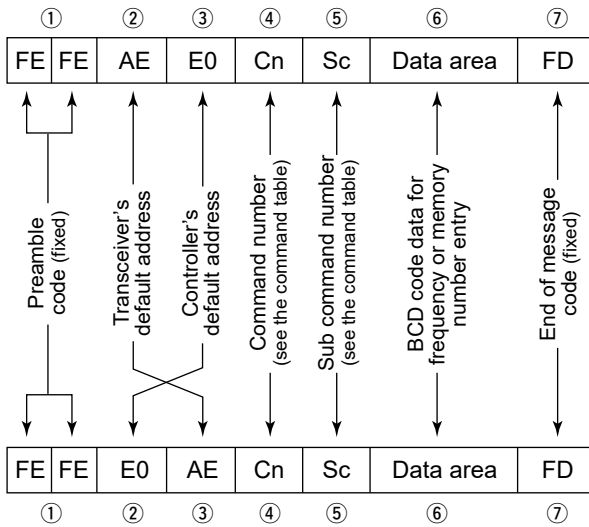 ① ② ③ ④ ⑤ ⑥ ⑦
FE FE AE E0 Cn Sc Data area FD
Preamble
code (fixed)
Transceiver's
default address
Controller's
default address
Command number
(see the command table)
Sub command number
(see the command table)
BCD code data for
frequency or memory
number entry
End of message
code (fixed)
FE FE E0 AE Cn Sc Data area FD
① ② ③ ④ ⑤ ⑥ ⑦